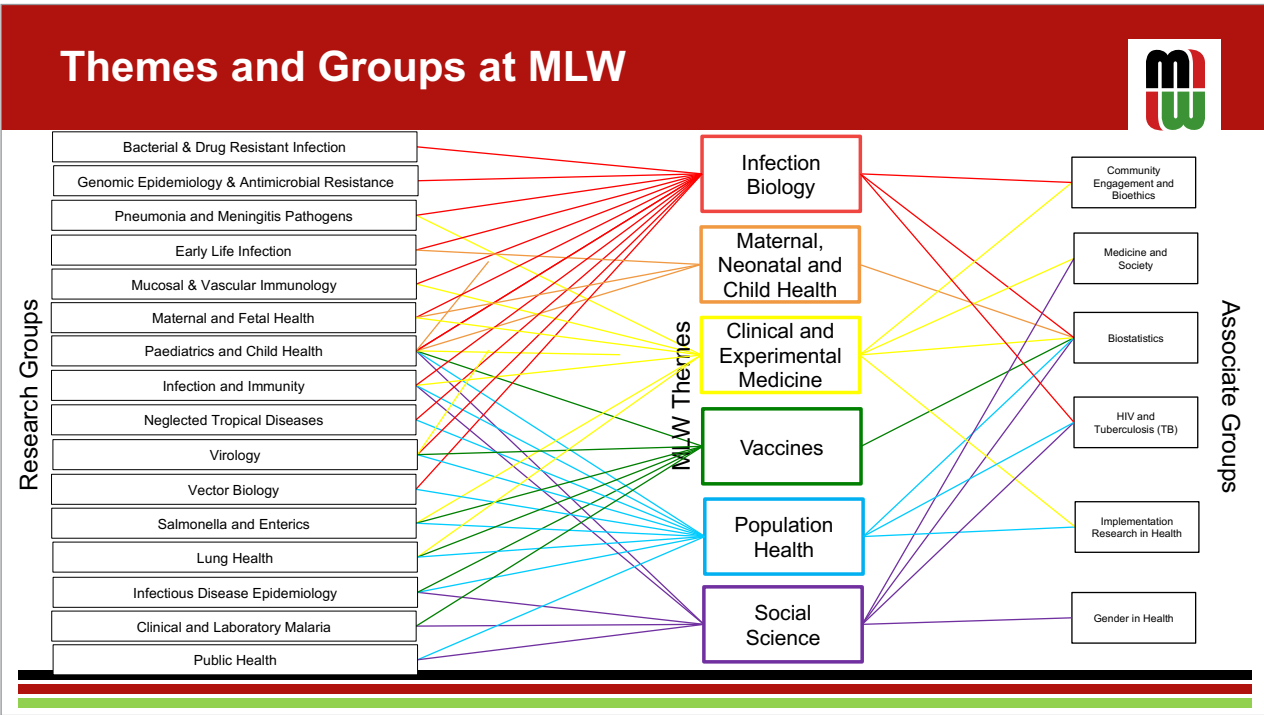 Themes and Groups at MLW
Research Groups
Bacterial & Drug Resistant Infection
Genomic Epidemiology & Antimicrobial Resistance
Pneumonia and Meningitis Pathogens
Early Life Infection
Mucosal & Vascular Immunology
Maternal and Fetal Health
Paediatrics and Child Health
Infection and Immunity
Neglected Tropical Diseases
Virology
Vector Biology
Salmonella and Enterics
Lung Health
Infectious Disease Epidemiology
Clinical and Laboratory Malaria
Public Health
MLW Themes
Infection
Biology
Maternal,
Neonatal and
Child Health
Clinical and
Experimental
Medicine
Vaccines
Population
Health
Social
Science
Associate Groups
Community
Engagement and
Bioethics
Medicine and
Society
Biostatistics
HIV and
Tuberculosis (TB)
Implementation
Research in Health
Gender in Health